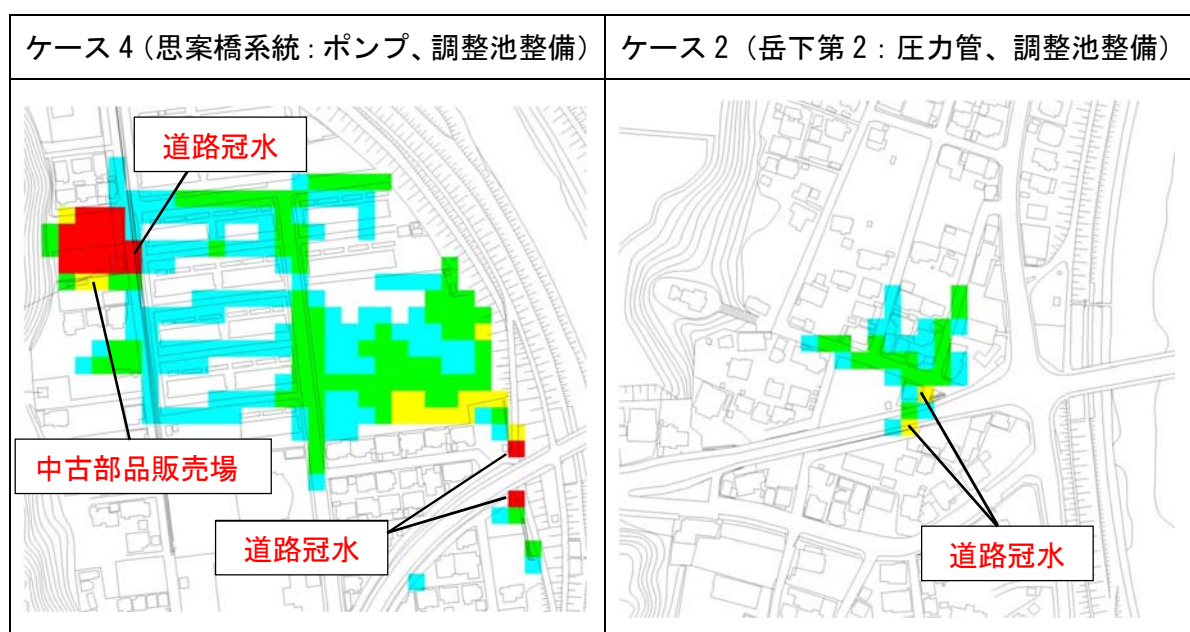 ケース 4（思案橋系統：ポンプ、調整池整備）
ケース 2（岳下第 2：圧力管、調整池整備）
道路冠水
中古部品販売場
道路冠水
道路冠水